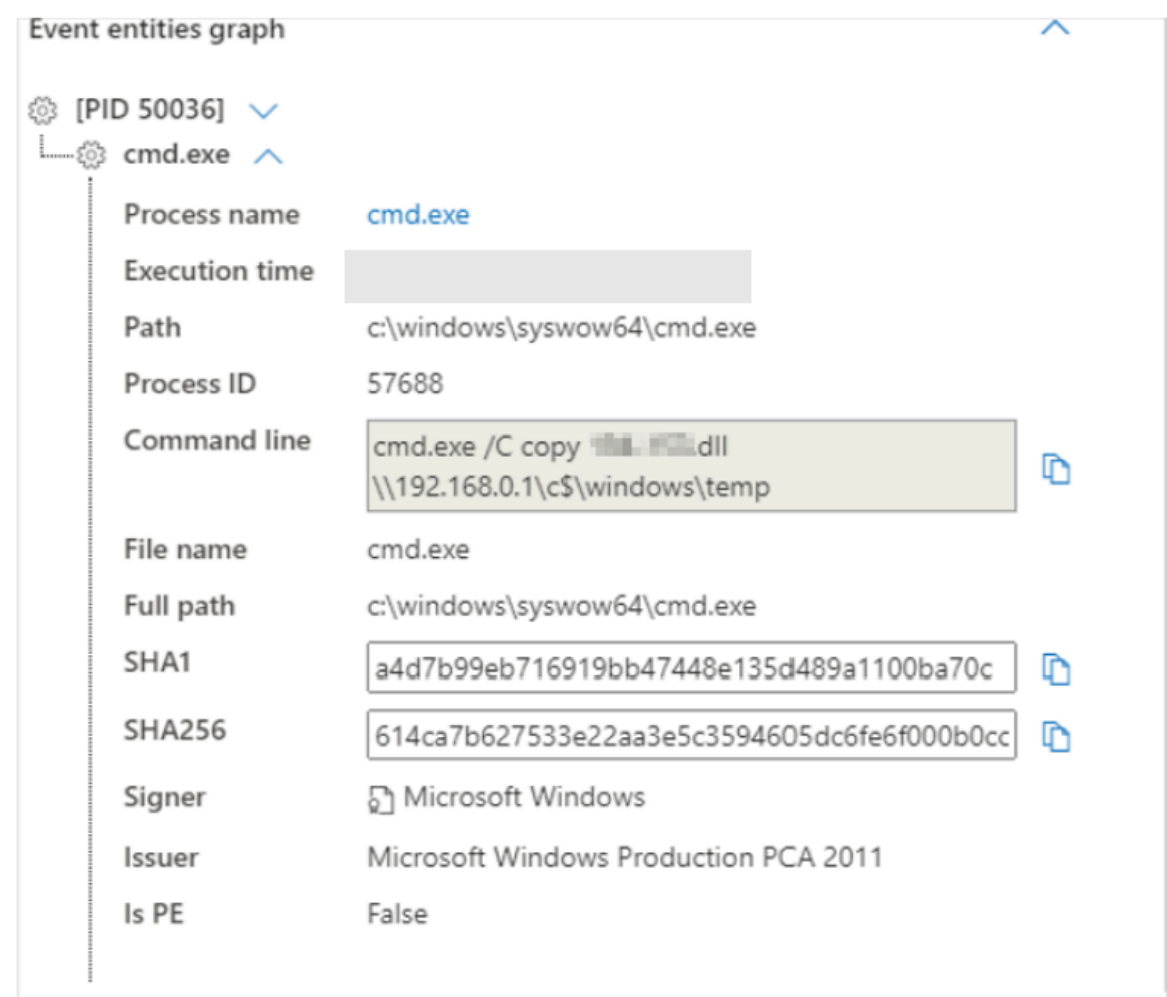 Event entities graph
[PID 50036]
cmd.exe
Process name cmd.exe
Execution time
Path c:\windows\syswow64\cmd.exe
Process ID 57688
Command line cmd.exe /C copy .dll
\\192.168.0.1\c$\windows\temp
File name cmd.exe
Full path c:\windows\syswow64\cmd.exe
SHA1 a4d7b99eb716919bb47448e135d489a1100ba70c
SHA256 614ca7b627533e22aa3e5c3594605dc6fe6f000b0cc
Signer Microsoft Windows
Issuer Microsoft Windows Production PCA 2011
Is PE False